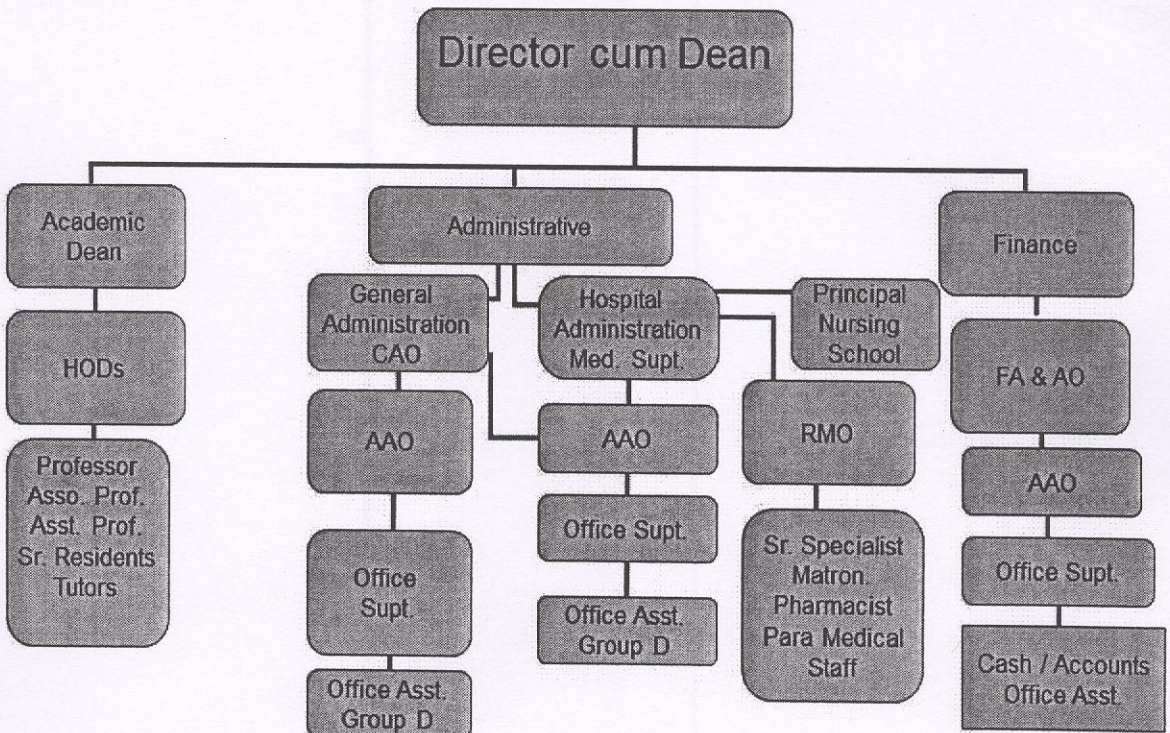 Director cum Dean
Academic
Dean
Administrative
Finance
General
Administration
CAO
Hospital
Administration
Med. Supt.
Principal
Nursing
School
HODs
FA & AO
AAO
AAO
RMO
AAO
Professor
Asso. Prof.
Asst. Prof.
Sr. Residents
Tutors
Office
Supt.
Office Supt.
Sr. Specialist
Matron.
Pharmacist
Para Medical
Staff
Office Supt.
Office Asst.
Group D
Office Asst.
Group D
Cash / Accounts
Office Asst.